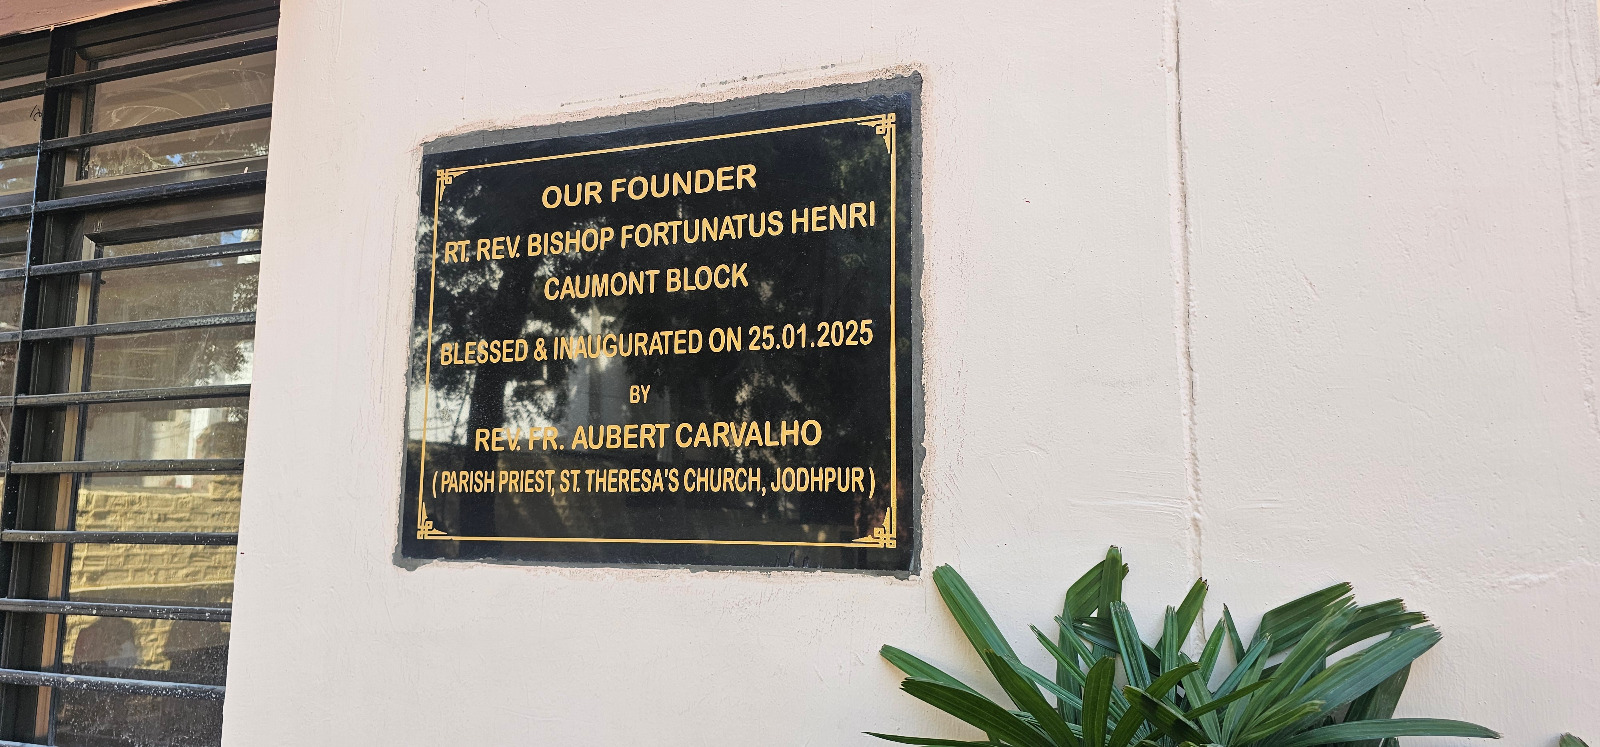 OUR FOUNDER
RT. REV. BISHOP FORTUNATUS HENRI
CAUMONT BLOCK
BLESSED & INAUGURATED ON 25.01.2025
BY
REV. FR. AUBERT CARVALHO
( PARISH PRIEST, ST. THERESA'S CHURCH, JODHPUR )